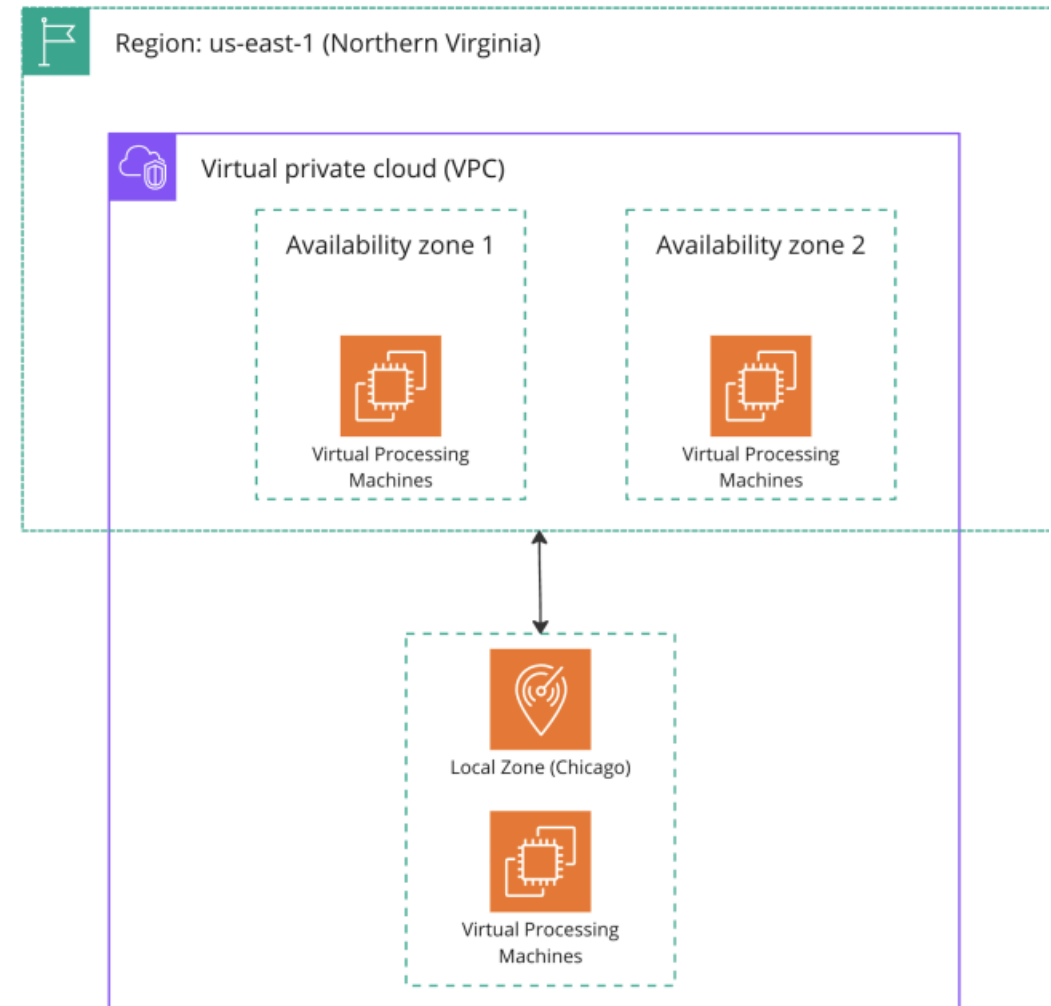 Region: us-east-1 (Northern Virginia)
Virtual private cloud (VPC)
Availability zone 1
Availability zone 2
Virtual Processing
Machines
Virtual Processing
Machines
Local Zone (Chicago)
Virtual Processing
Machines